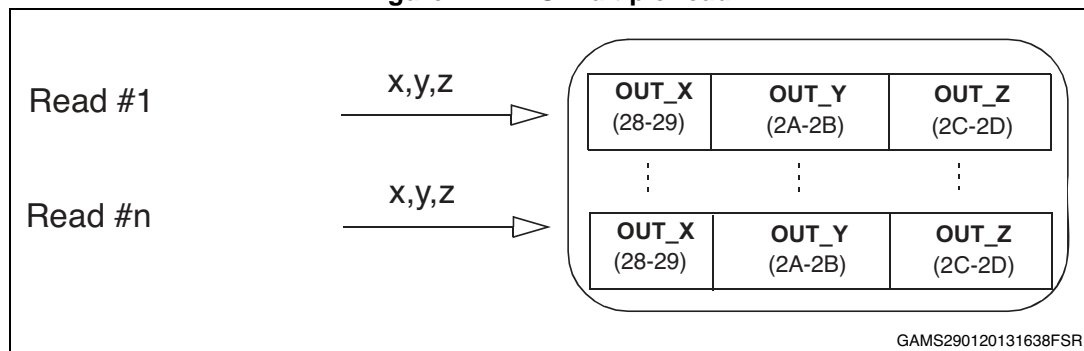 Read #1
x,y,z
OUT_X OUT_Y OUT_Z
(28-29) (2A-2B) (2C-2D)
Read #n
x,y,z
OUT_X OUT_Y OUT_Z
(28-29) (2A-2B) (2C-2D)
GAMS290120131638FSR